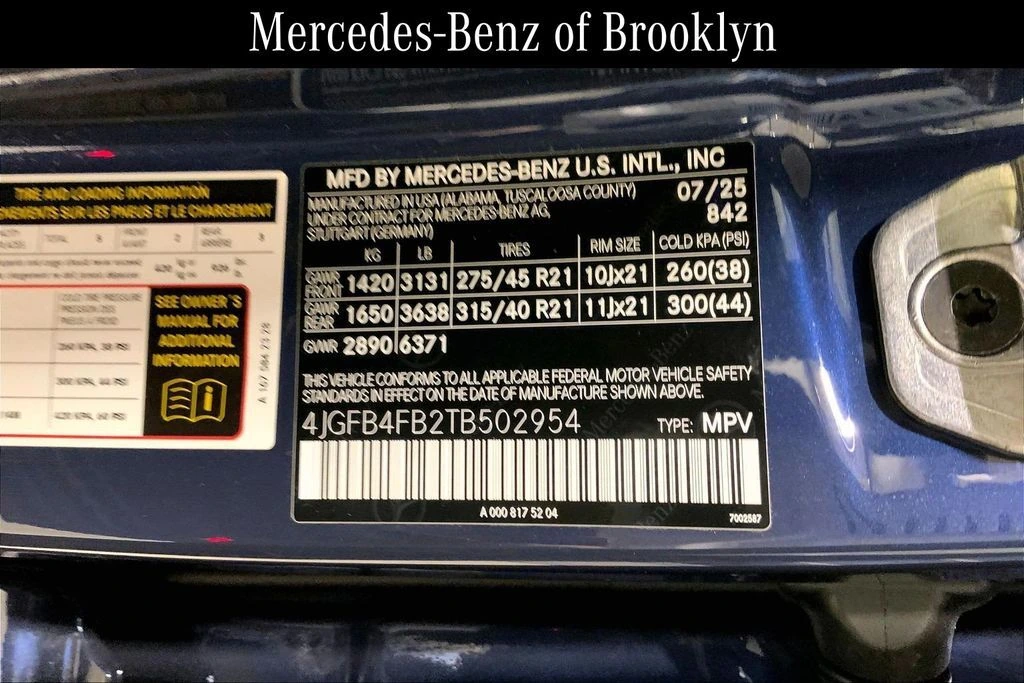 Mercedes-Benz of Brooklyn
TIRE AND LOADING INFORMATION
SUR LES PNEUS ET LE CHARGEMENT
SEE OWNER'S
MANUAL FOR
ADDITIONAL
INFORMATION
A 167 584 23 28
MFD BY MERCEDES-BENZ U.S. INTL., INC
MANUFACTURED IN USA (ALABAMA, TUSCALOOSA COUNTY) 07/25
UNDER CONTRACT FOR MERCEDES-BENZ AG, 842
STUTTGART (GERMANY)
KG LB TIRES RIM SIZE COLD KPA (PSI)
GAWR FRONT 1420 3131 275/45 R21 10Jx21 260(38)
GAWR REAR 1650 3638 315/40 R21 11Jx21 300(44)
GVWR 2890 6371
THIS VEHICLE CONFORMS TO ALL APPLICABLE FEDERAL MOTOR VEHICLE SAFETY
STANDARDS IN EFFECT ON THE DATE OF MANUFACTURE SHOWN ABOVE.
4JGFB4FB2TB502954 TYPE: MPV
A 000 817 52 04
7002587